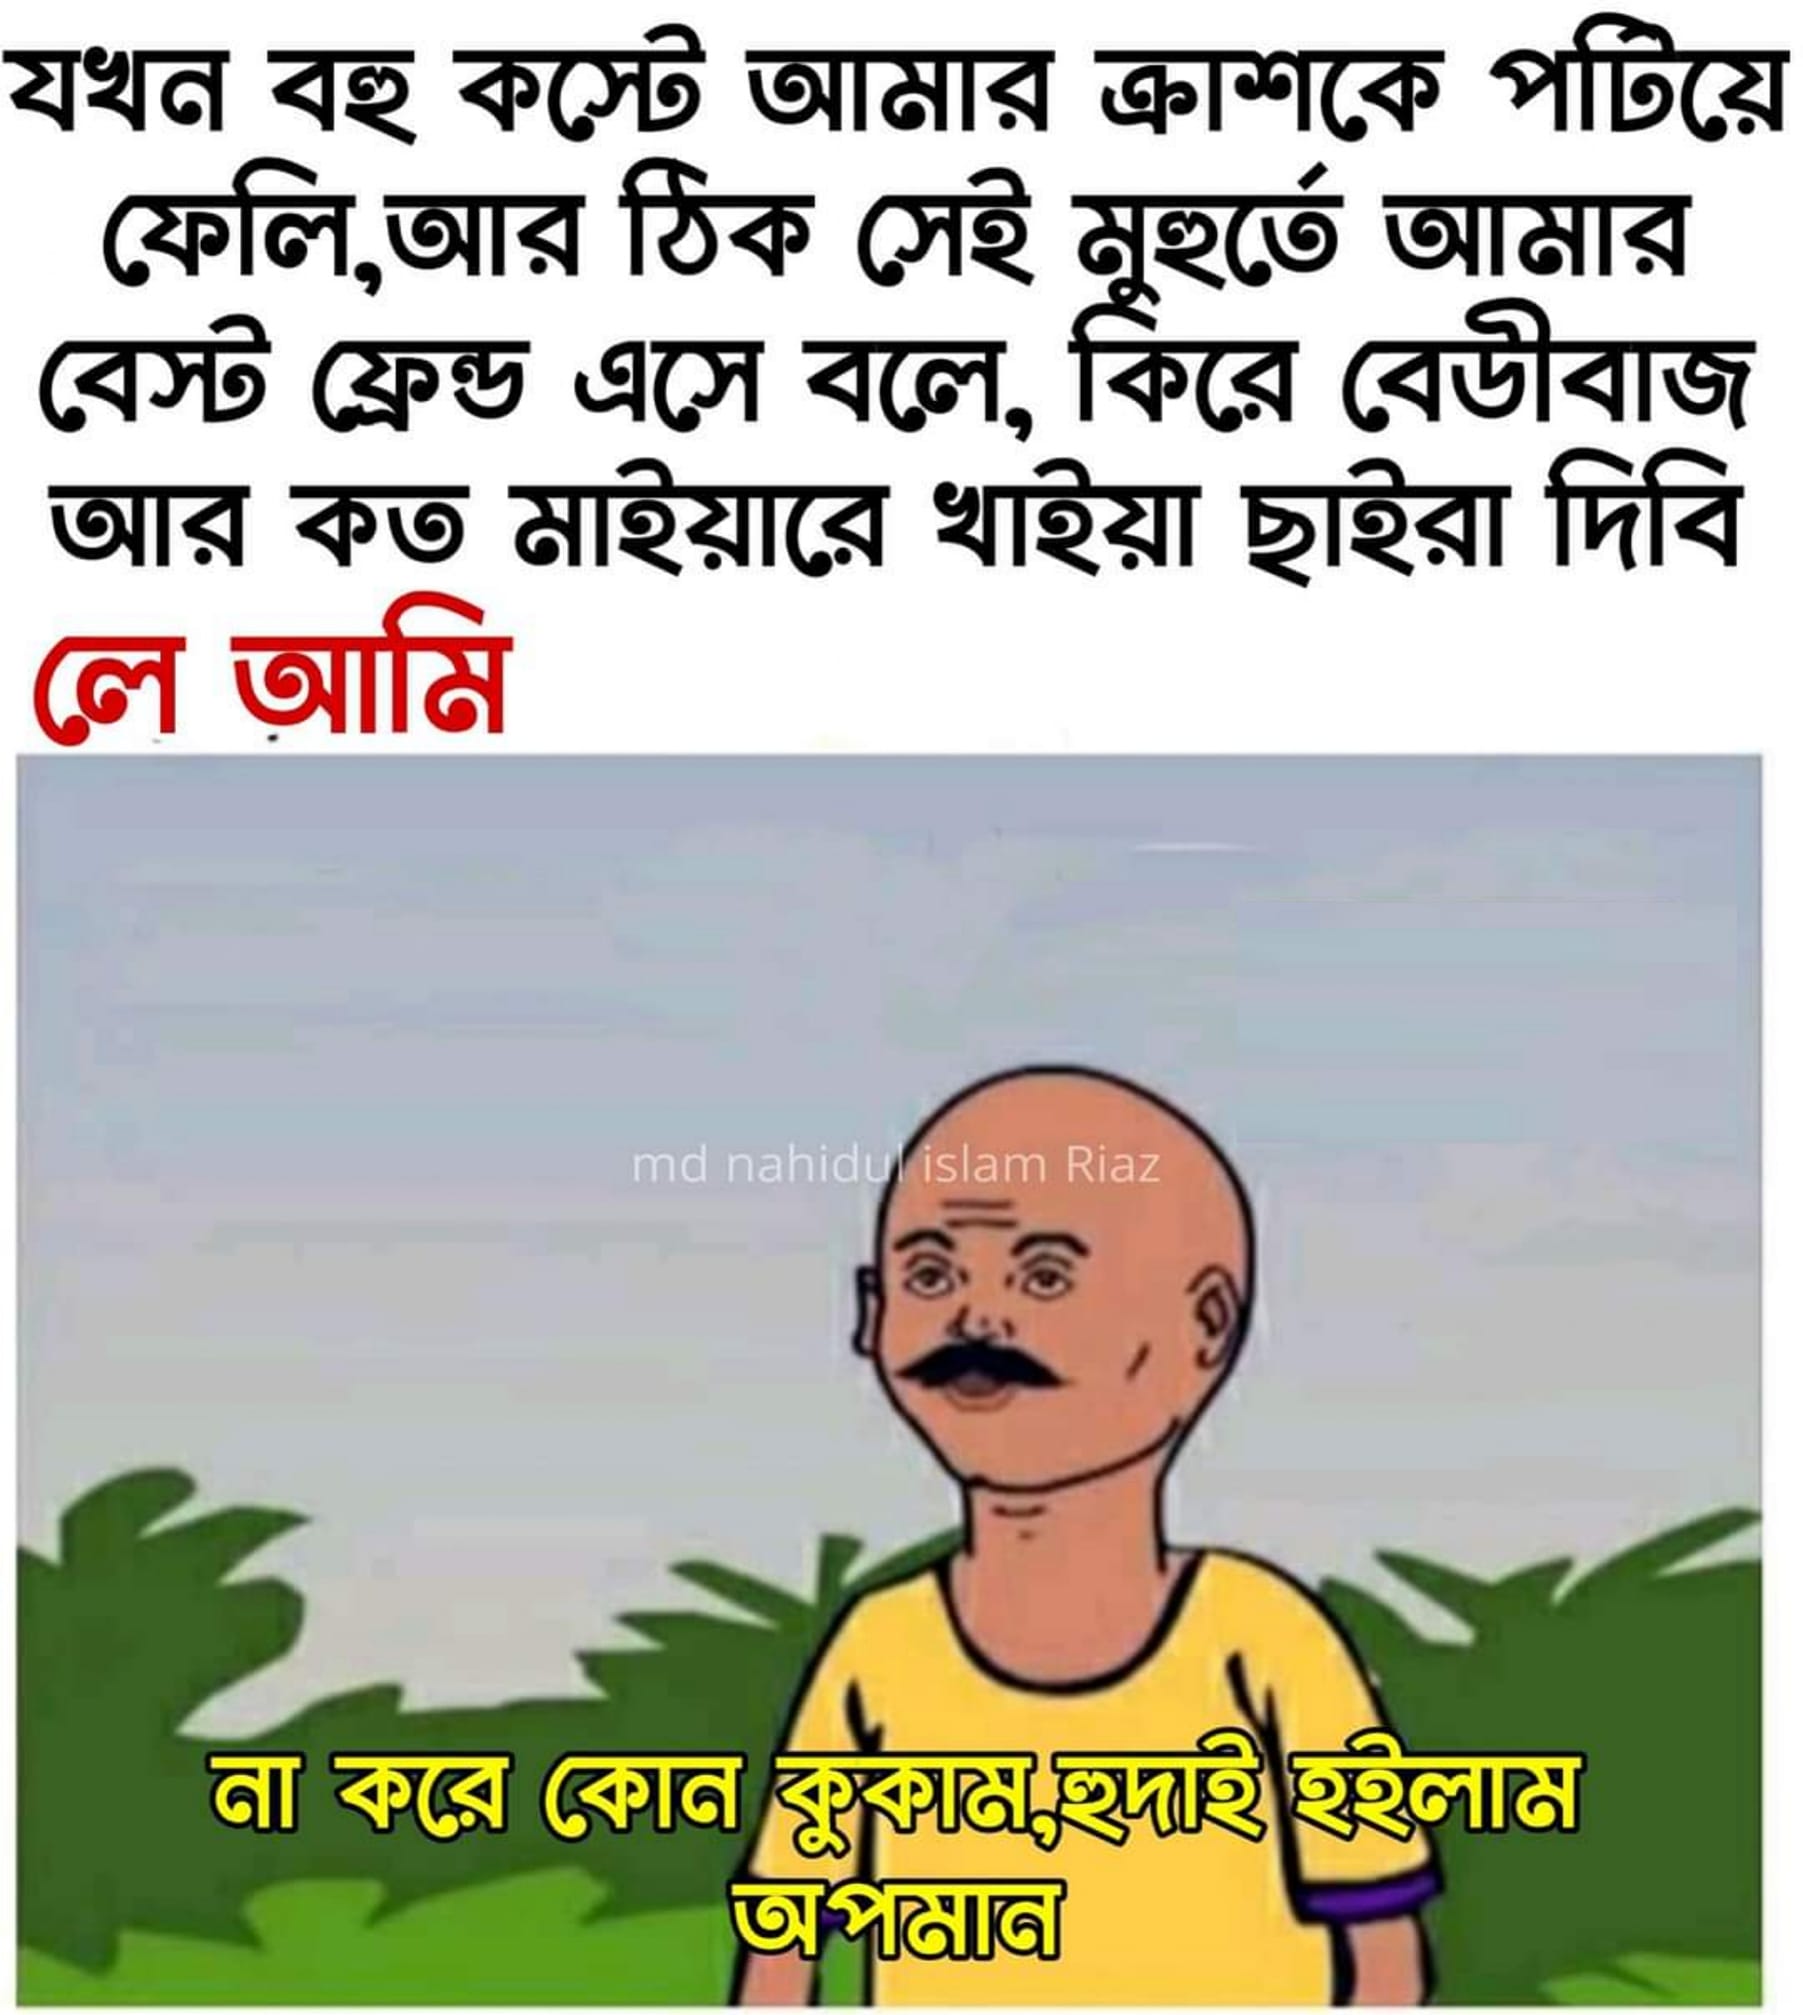 যখন বহু কস্টে আমার ক্রাশকে পটিয়ে
ফেলি,আর ঠিক সেই মুহুর্তে আমার
বেস্ট ফ্রেন্ড এসে বলে, কিরে বেডীবাজ
আর কত মাইয়ারে খাইয়া ছাইরা দিবি
লে আমি
md nahidul islam Riaz
না করে কোন কুকাম,হুদাই হইলাম
অপমান